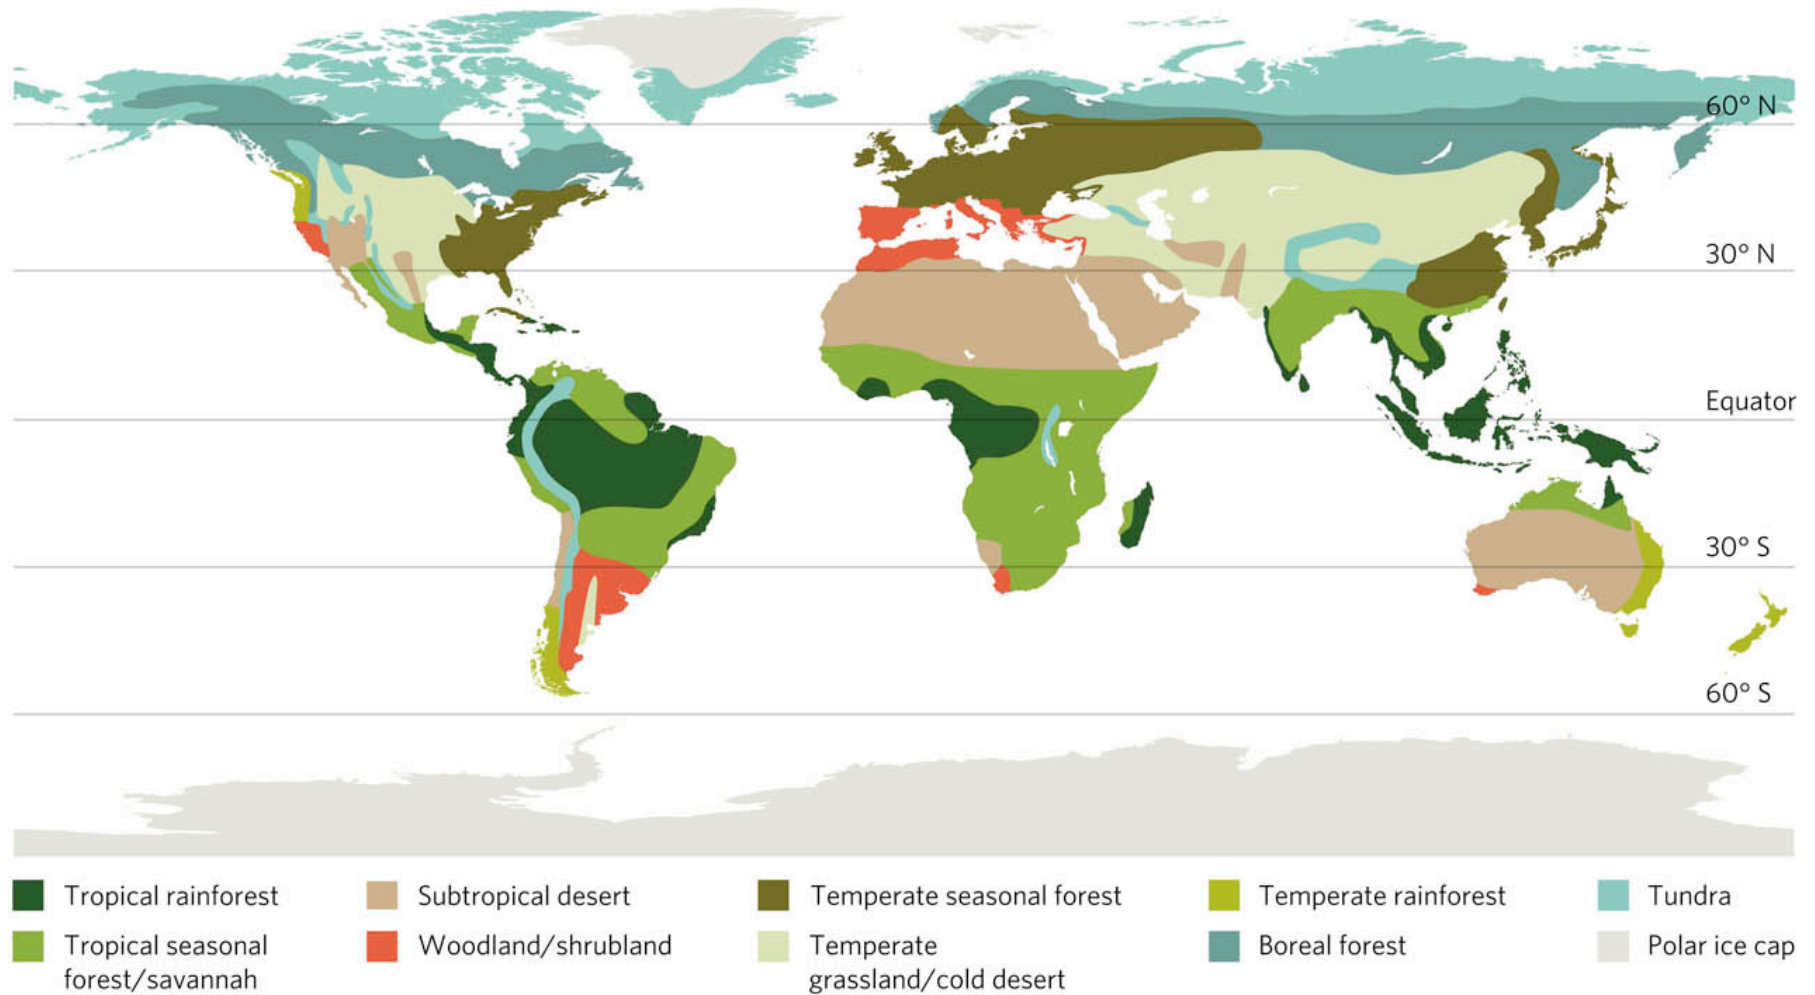 60° N
30° N
Equator
30° S
60° S
Tropical rainforest
Subtropical desert
Temperate seasonal forest
Temperate rainforest
Tundra
Tropical seasonal
forest/savannah
Woodland/shrubland
Temperate
grassland/cold desert
Boreal forest
Polar ice cap